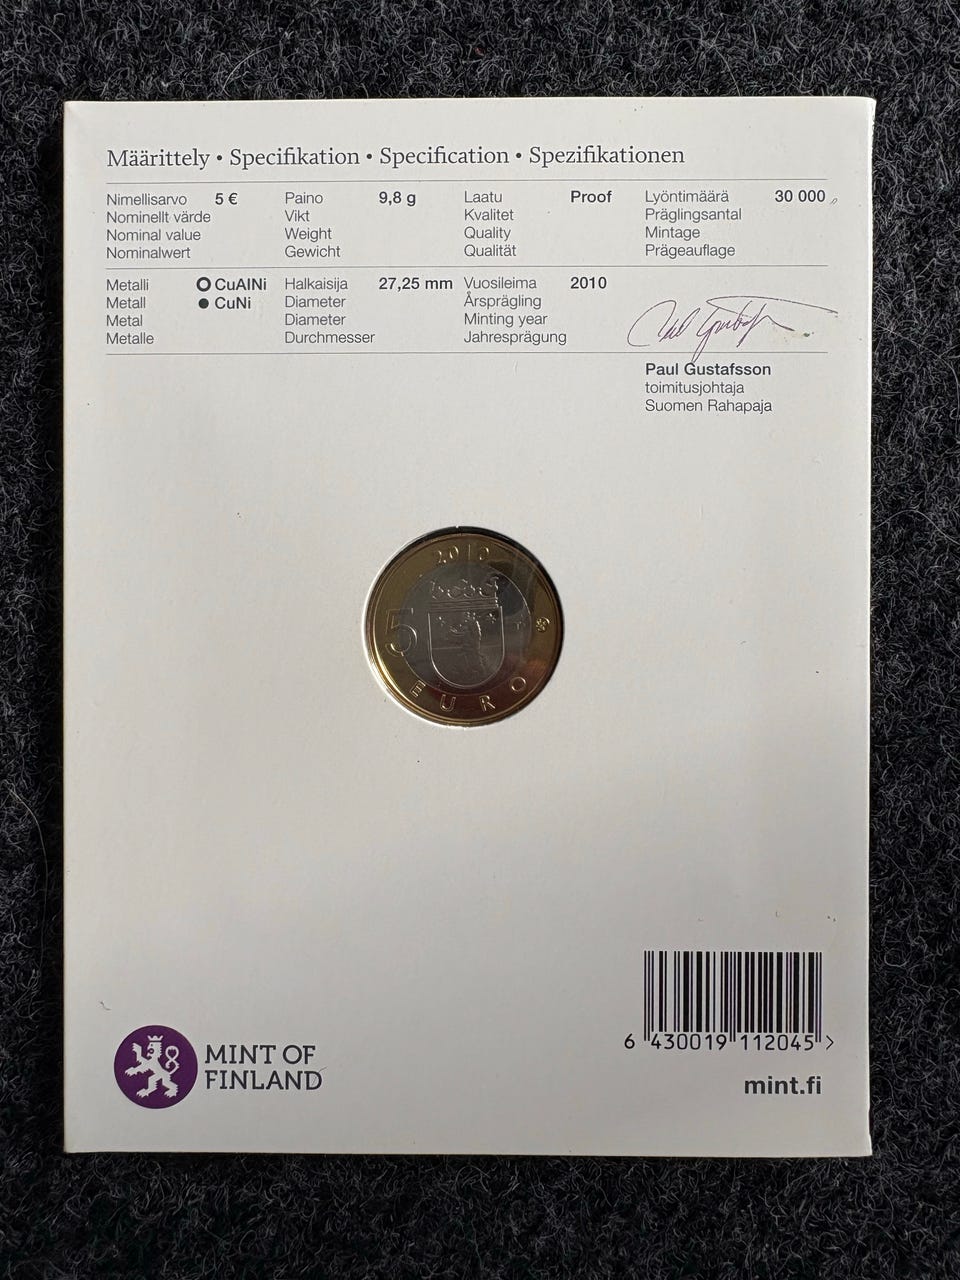 Määrittely • Specifikation • Specification • Spezifikationen
Nimellisarvo 5 €
Nominellt värde
Nominal value
Nominalwert
Paino 9,8 g
Vikt
Weight
Gewicht
Laatu Proof
Kvalitet
Quality
Qualität
Lyöntimäärä 30 000
Präglingsantal
Mintage
Prägeauflage
Metalli CuAlNi
Metall CuNi
Metal
Metalle
Halkaisija 27,25 mm
Diameter
Diameter
Durchmesser
Vuosileima 2010
Årsprägling
Minting year
Jahresprägung
Paul Gustafsson
toimitusjohtaja
Suomen Rahapaja
2010
5
EURO
MINT OF
FINLAND
6 430019 112045 >
mint.fi